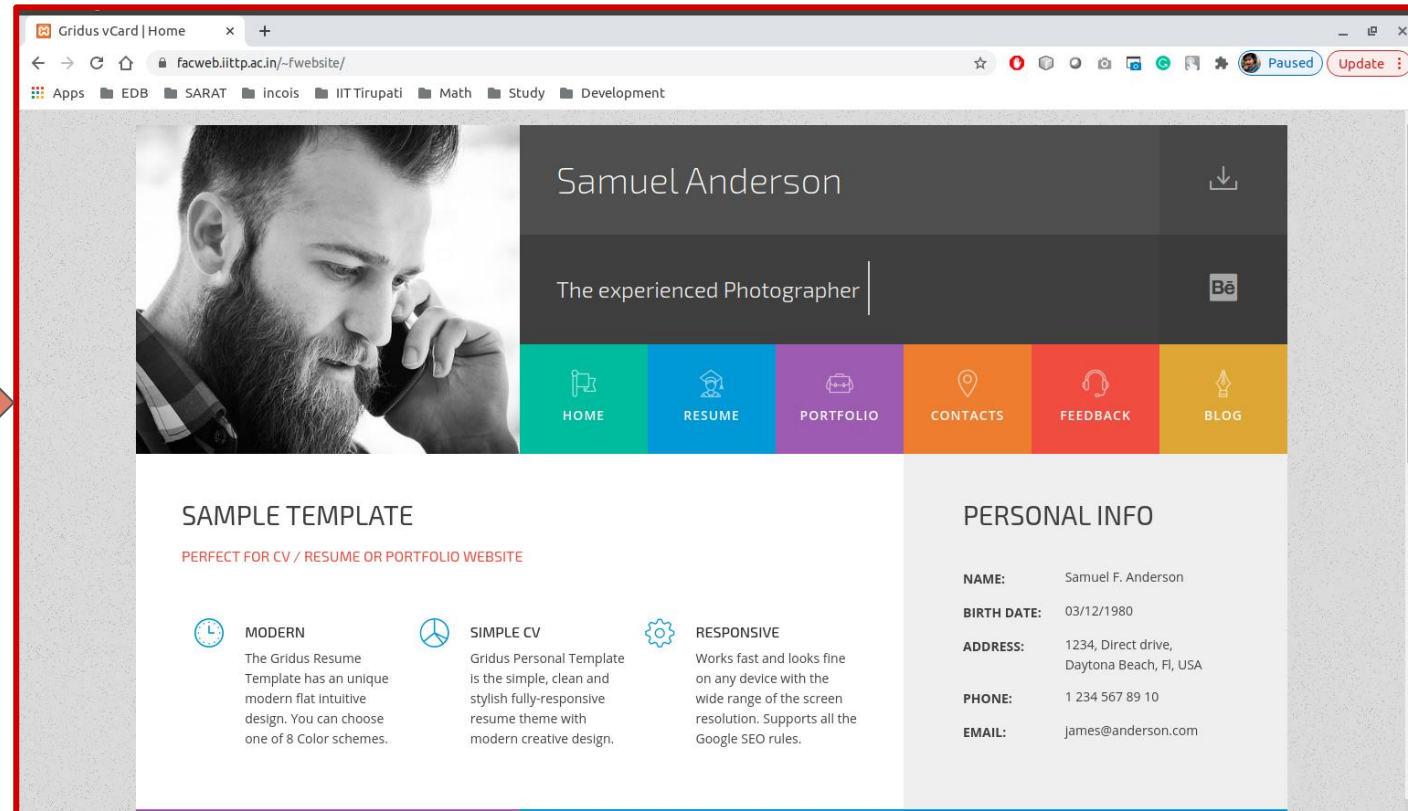 Gridus vCard | Home
facweb.iittp.ac.in/~fwebsite/
Paused
Update
Apps EDB SARAT incois IIT Tirupati Math Study Development
Samuel Anderson
The experienced Photographer
Bē
HOME
RESUME
PORTFOLIO
CONTACTS
FEEDBACK
BLOG
SAMPLE TEMPLATE
PERFECT FOR CV / RESUME OR PORTFOLIO WEBSITE
MODERN
The Gridus Resume
Template has an unique
modern flat intuitive
design. You can choose
one of 8 Color schemes.
SIMPLE CV
Gridus Personal Template
is the simple, clean and
stylish fully-responsive
resume theme with
modern creative design.
RESPONSIVE
Works fast and looks fine
on any device with the
wide range of the screen
resolution. Supports all the
Google SEO rules.
PERSONAL INFO
NAME: Samuel F. Anderson
BIRTH DATE: 03/12/1980
ADDRESS: 1234, Direct drive,
Daytona Beach, Fl, USA
PHONE: 1 234 567 89 10
EMAIL: james@anderson.com